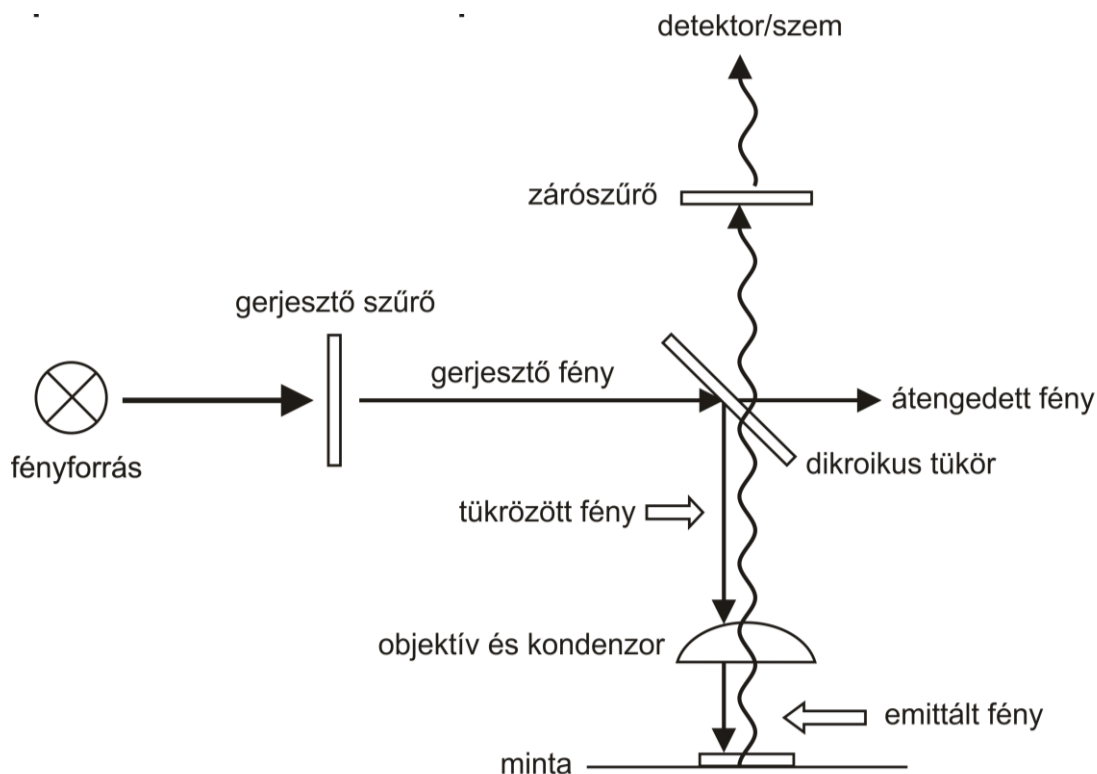 detektor/szem
zárószűrő
gerjesztő szűrő
gerjesztő fény
átengedett fény
fényforrás
dikroikus tükör
tükrözött fény
objektív és kondenzor
emittált fény
minta